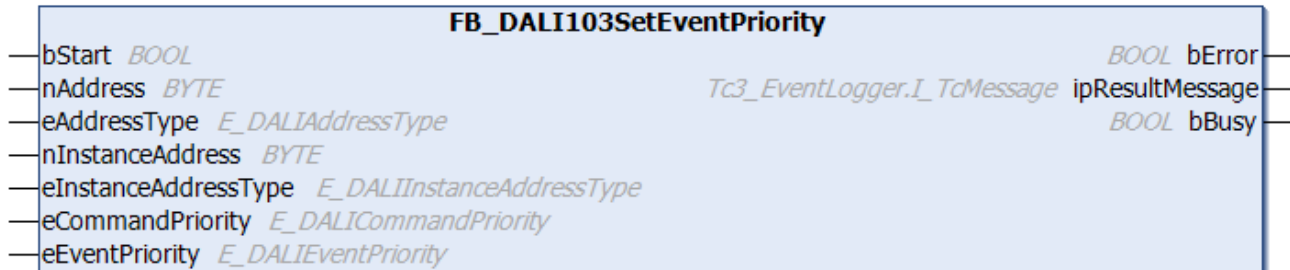 FB_DALI103SetEventPriority
bStart BOOL BOOL bError
nAddress BYTE Tc3_EventLogger.I_TcMessage ipResultMessage
eAddressType E_DALIAddressType BOOL bBusy
nInstanceAddress BYTE
eInstanceAddressType E_DALIInstanceAddressType
eCommandPriority E_DALICommandPriority
eEventPriority E_DALIEventPriority